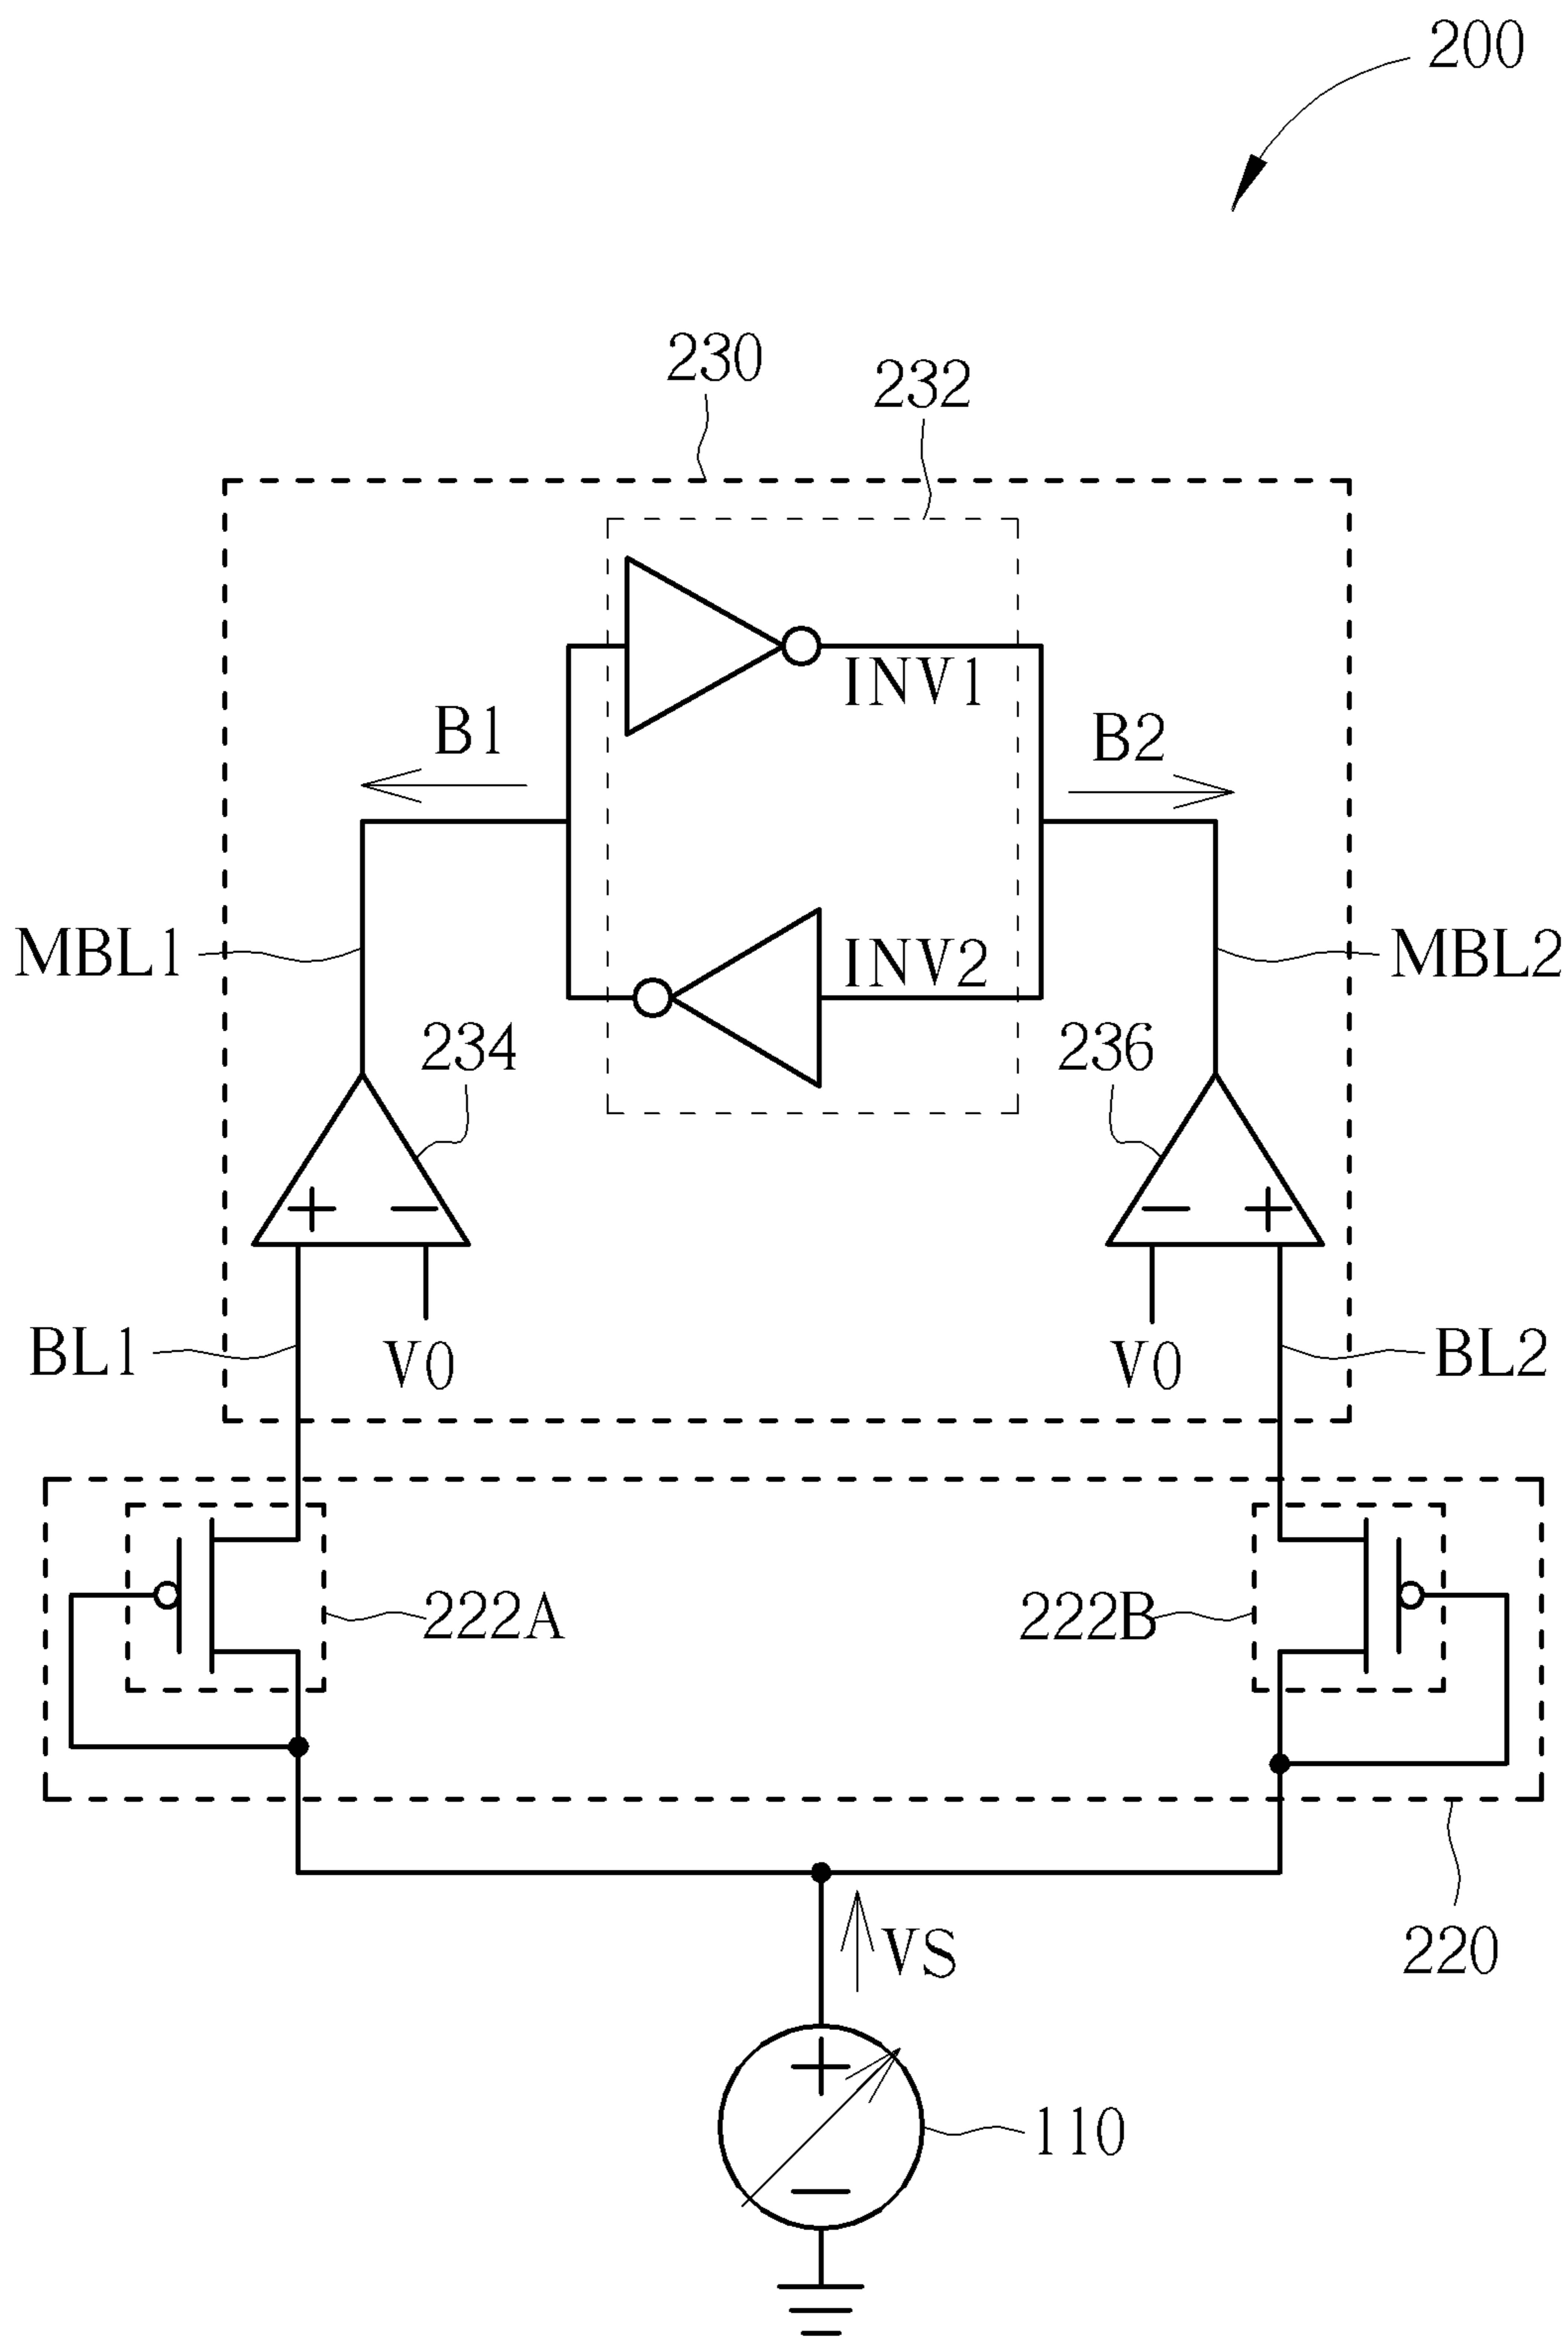 200
230
232
INV1
B1
B2
MBL1
INV2
MBL2
234
236
+ −
− +
BL1
V0
V0
BL2
222A
222B
VS
220
+
110
−